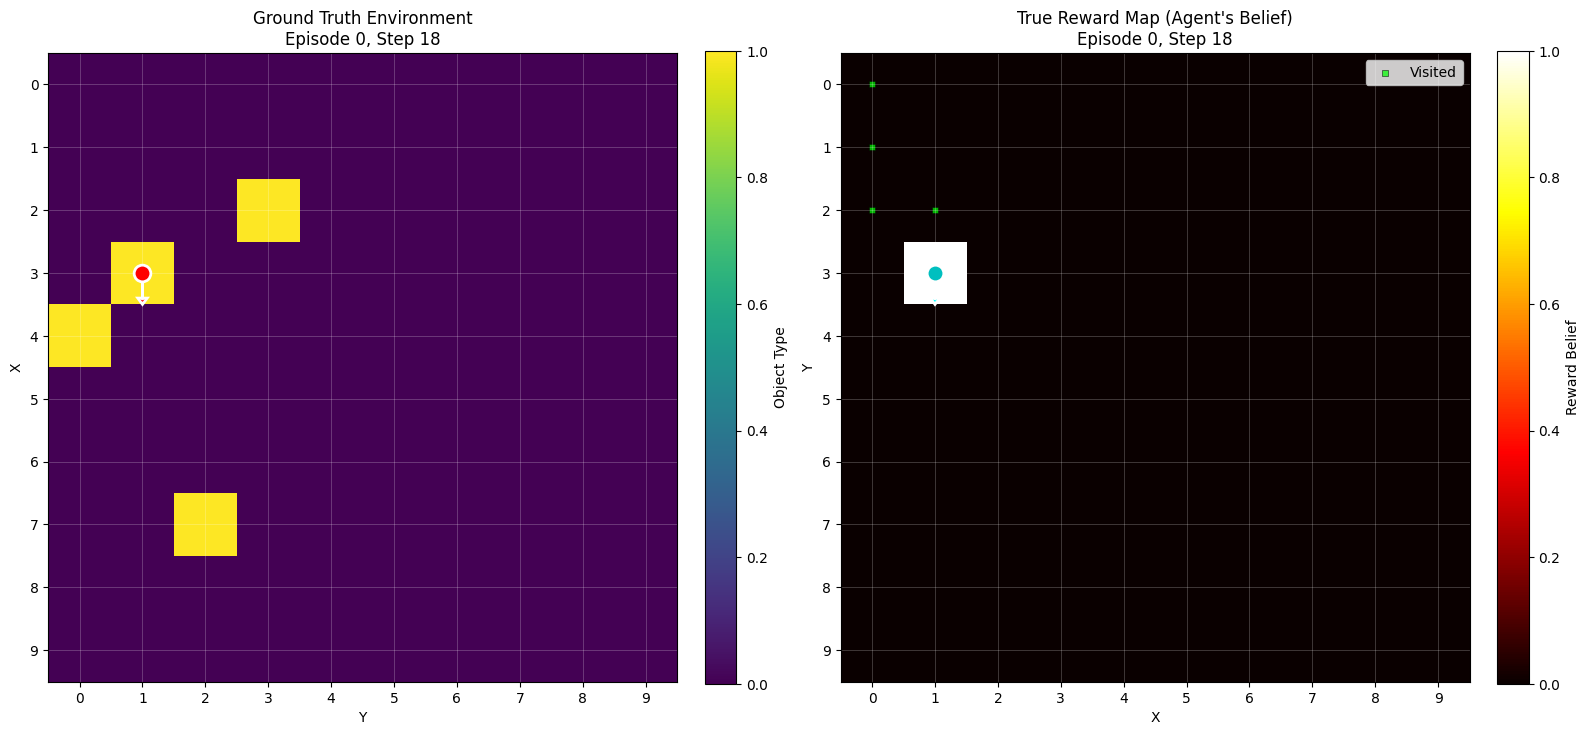 Ground Truth Environment
Episode 0, Step 18
True Reward Map (Agent's Belief)
Episode 0, Step 18
0
1
2
3
4
5
6
7
8
9
X
0 1 2 3 4 5 6 7 8 9
Y
1.0
0.8
0.6
0.4
0.2
0.0
Object Type
Visited
0
1
2
3
4
5
6
7
8
9
Y
0 1 2 3 4 5 6 7 8 9
X
1.0
0.8
0.6
0.4
0.2
0.0
Reward Belief